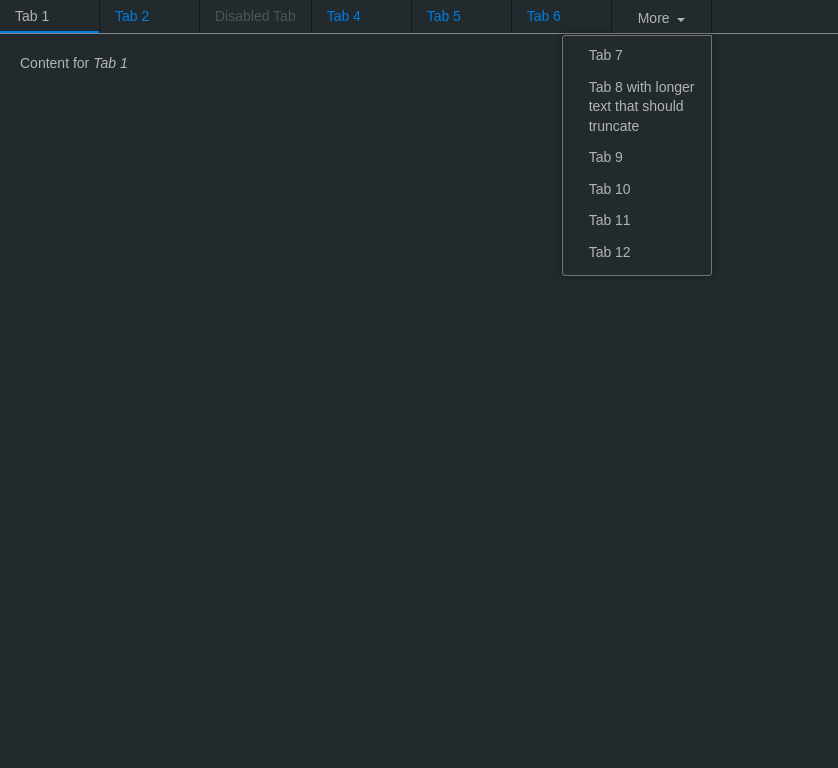 Tab 1 Tab 2 Disabled Tab Tab 4 Tab 5 Tab 6 More
Content for Tab 1
Tab 7
Tab 8 with longer
text that should
truncate
Tab 9
Tab 10
Tab 11
Tab 12